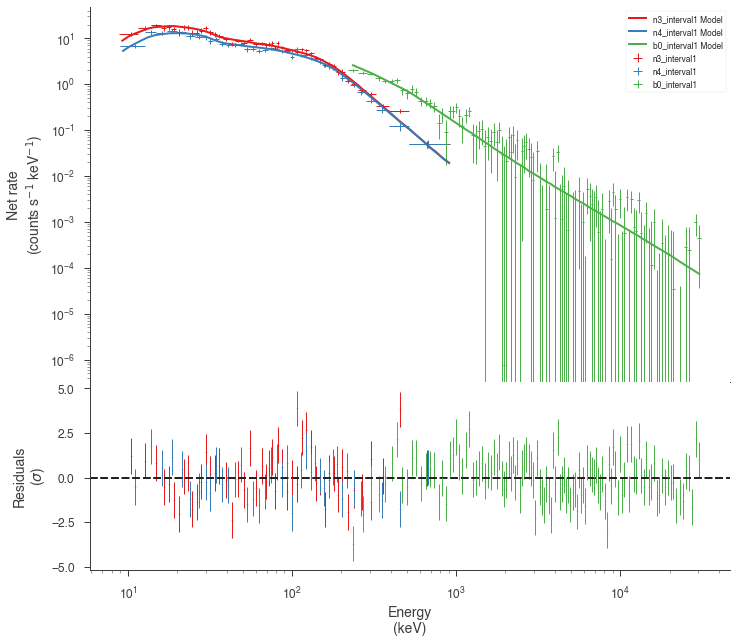 n3_interval1 Model
n4_interval1 Model
b0_interval1 Model
n3_interval1
n4_interval1
b0_interval1
Net rate
(counts s⁻¹ keV⁻¹)
10¹
10⁰
10⁻¹
10⁻²
10⁻³
10⁻⁴
10⁻⁵
10⁻⁶
Residuals
(σ)
5.0
2.5
0.0
−2.5
−5.0
10¹ 10² 10³ 10⁴
Energy
(keV)